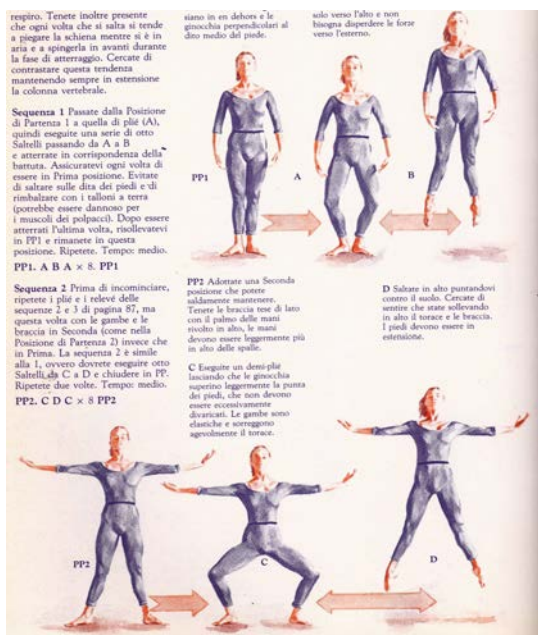 respiro. Tenete inoltre presente
che ogni volta che si salta si tende
a piegare la schiena mentre si è in
aria e a spingerla in avanti durante
la fase di atterraggio. Cercate di
contrastare questa tendenza
mantenendo sempre in estensione
la colonna vertebrale.
Sequenza 1 Passate dalla Posizione
di Partenza 1 a quella di plié (A),
quindi eseguite una serie di otto
Saltelli passando da A a B
e atterrate in corrispondenza della
battuta. Assicuratevi ogni volta di
essere in Prima posizione. Evitate
di saltare sulle dita dei piedi e di
rimbalzare con i talloni a terra
(potrebbe essere dannoso per
i muscoli dei polpacci). Dopo essere
atterrati l'ultima volta, risollevatevi
in PP1 e rimanete in questa
posizione. Ripetete. Tempo: medio.
PP1. A B A × 8. PP1
Sequenza 2 Prima di incominciare,
ripetete i plié e i relevé delle
sequenze 2 e 3 di pagina 87, ma
questa volta con le gambe e le
braccia in Seconda (come nella
Posizione di Partenza 2) invece che
in Prima. La sequenza 2 è simile
alla 1, ovvero dovrete eseguire otto
Saltelli da C a D e chiudere in PP.
Ripetete due volte. Tempo: medio.
PP2. C D C × 8 PP2
siano in en dehors e le
ginocchia perpendicolari al
dito medio del piede.
solo verso l'alto e non
bisogna disperdere le forze
verso l'esterno.
PP1
A
B
PP2 Adottate una Seconda
posizione che potete
saldamente mantenere.
Tenete le braccia tese di lato
con il palmo delle mani
rivolto in alto, le mani
devono essere leggermente più
in alto delle spalle.
C Eseguite un demi-plié
lasciando che le ginocchia
superino leggermente la punta
dei piedi, che non devono
essere eccessivamente
divaricati. Le gambe sono
elastiche e sorreggono
agevolmente il torace.
D Saltate in alto puntandovi
contro il suolo. Cercate di
sentire che state sollevando
in alto il torace e le braccia.
I piedi devono essere in
estensione.
PP2
C
D